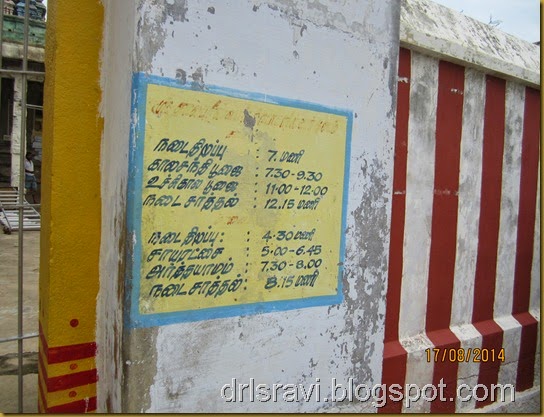 நடைதிறப்பு : 7. மணி
காலசந்தி பூஜை : 7.30-9.30
உச்சிகால பூஜை : 11-00-12-00
நடை சாத்தல் : 12.15 மணி
நடைதிறப்பு : 4-30 மணி
சாயரட்சை : 5-00-6.45
அர்த்தயாமம் : 7.30-8.00
நடைசாத்தல் : 8.15 மணி
17/08/2014
drlsravi.blogspot.com